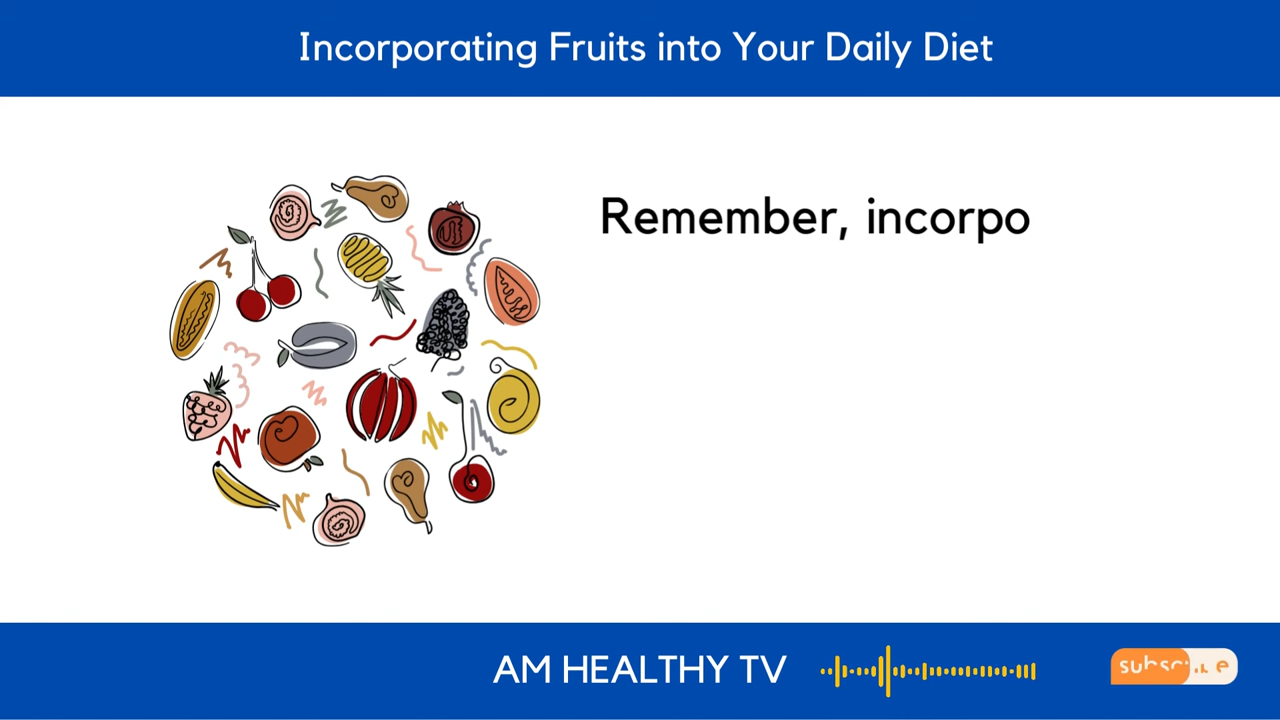 Incorporating Fruits into Your Daily Diet
Remember, incorpo
AM HEALTHY TV